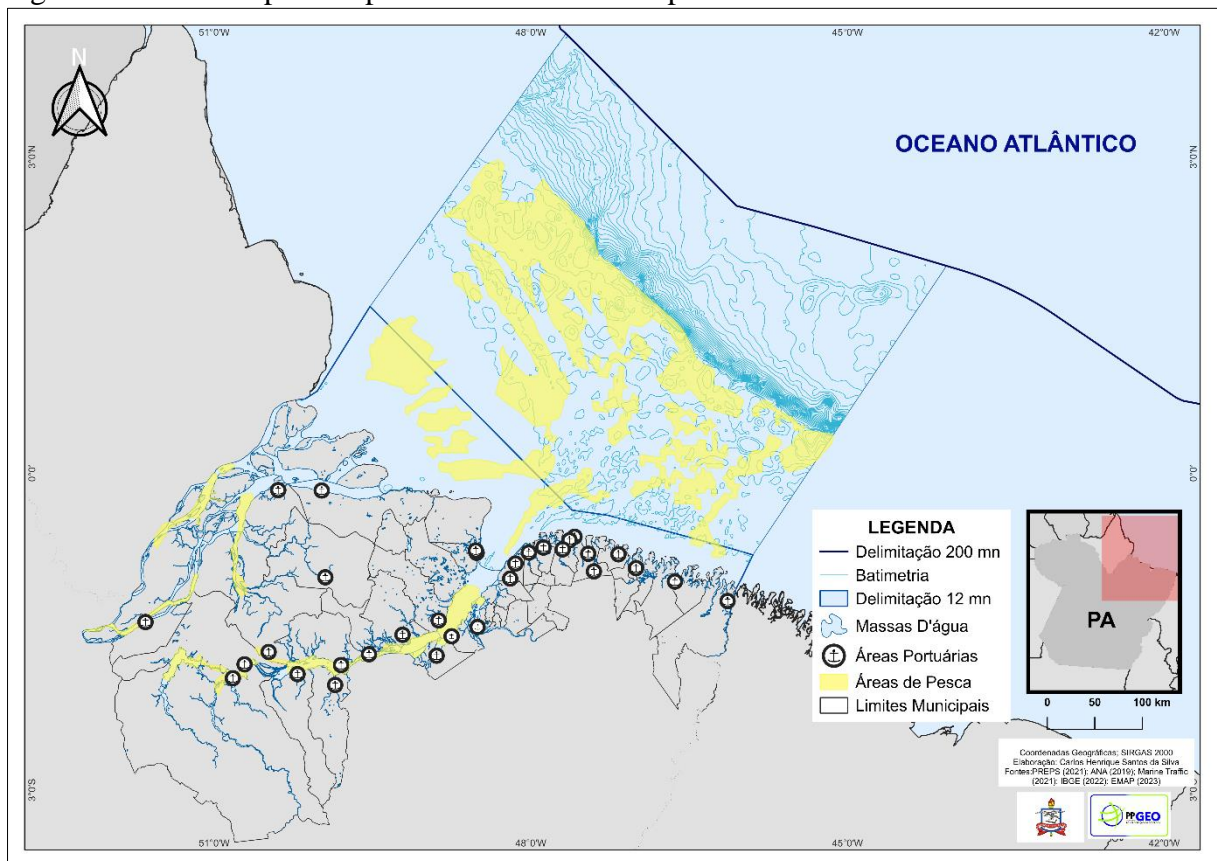 51°0'W
48°0'W
45°0'W
42°0'W
N
3°0'N
3°0'N
OCEANO ATLÂNTICO
0°0'
0°0'
LEGENDA
Delimitação 200 mn
Batimetria
Delimitação 12 mn
Massas D'água
Áreas Portuárias
Áreas de Pesca
Limites Municipais
PA
0 50 100 km
Coordenadas Geográficas; SIRGAS 2000
Elaboração: Carlos Henrique Santos da Silva
Fontes:PREPS (2021); ANA (2019); Marine Traffic
(2021); IBGE (2022); EMAP (2023)
3°0'S
PPGEO
51°0'W
48°0'W
45°0'W
42°0'W